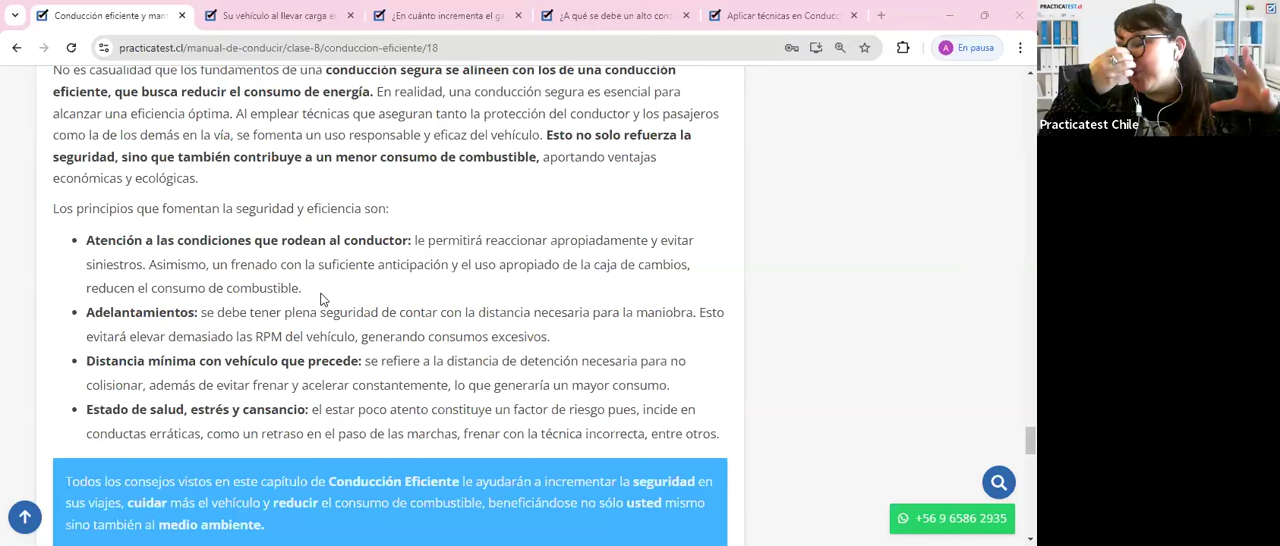 Conducción eficiente y man
Su vehículo al llevar carga e
¿En cuánto incrementa el ga
¿A qué se debe un alto con
Aplicar técnicas en Conducc
practicatest.cl/manual-de-conducir/clase-B/conduccion-eficiente/18
A En pausa
PRACTICATEST.cl
No es casualidad que los fundamentos de una conducción segura se alineen con los de una conducción
eficiente, que busca reducir el consumo de energía. En realidad, una conducción segura es esencial para
alcanzar una eficiencia óptima. Al emplear técnicas que aseguran tanto la protección del conductor y los pasajeros
como la de los demás en la vía, se fomenta un uso responsable y eficaz del vehículo. Esto no solo refuerza la
seguridad, sino que también contribuye a un menor consumo de combustible, aportando ventajas
económicas y ecológicas.
Practicatest Chile
Los principios que fomentan la seguridad y eficiencia son:
• Atención a las condiciones que rodean al conductor: le permitirá reaccionar apropiadamente y evitar
siniestros. Asimismo, un frenado con la suficiente anticipación y el uso apropiado de la caja de cambios,
reducen el consumo de combustible.
• Adelantamientos: se debe tener plena seguridad de contar con la distancia necesaria para la maniobra. Esto
evitará elevar demasiado las RPM del vehículo, generando consumos excesivos.
• Distancia mínima con vehículo que precede: se refiere a la distancia de detención necesaria para no
colisionar, además de evitar frenar y acelerar constantemente, lo que generaría un mayor consumo.
• Estado de salud, estrés y cansancio: el estar poco atento constituye un factor de riesgo pues, incide en
conductas erráticas, como un retraso en el paso de las marchas, frenar con la técnica incorrecta, entre otros.
Todos los consejos vistos en este capítulo de Conducción Eficiente le ayudarán a incrementar la seguridad en
sus viajes, cuidar más el vehículo y reducir el consumo de combustible, beneficiándose no sólo usted mismo
sino también al medio ambiente.
+56 9 6586 2935